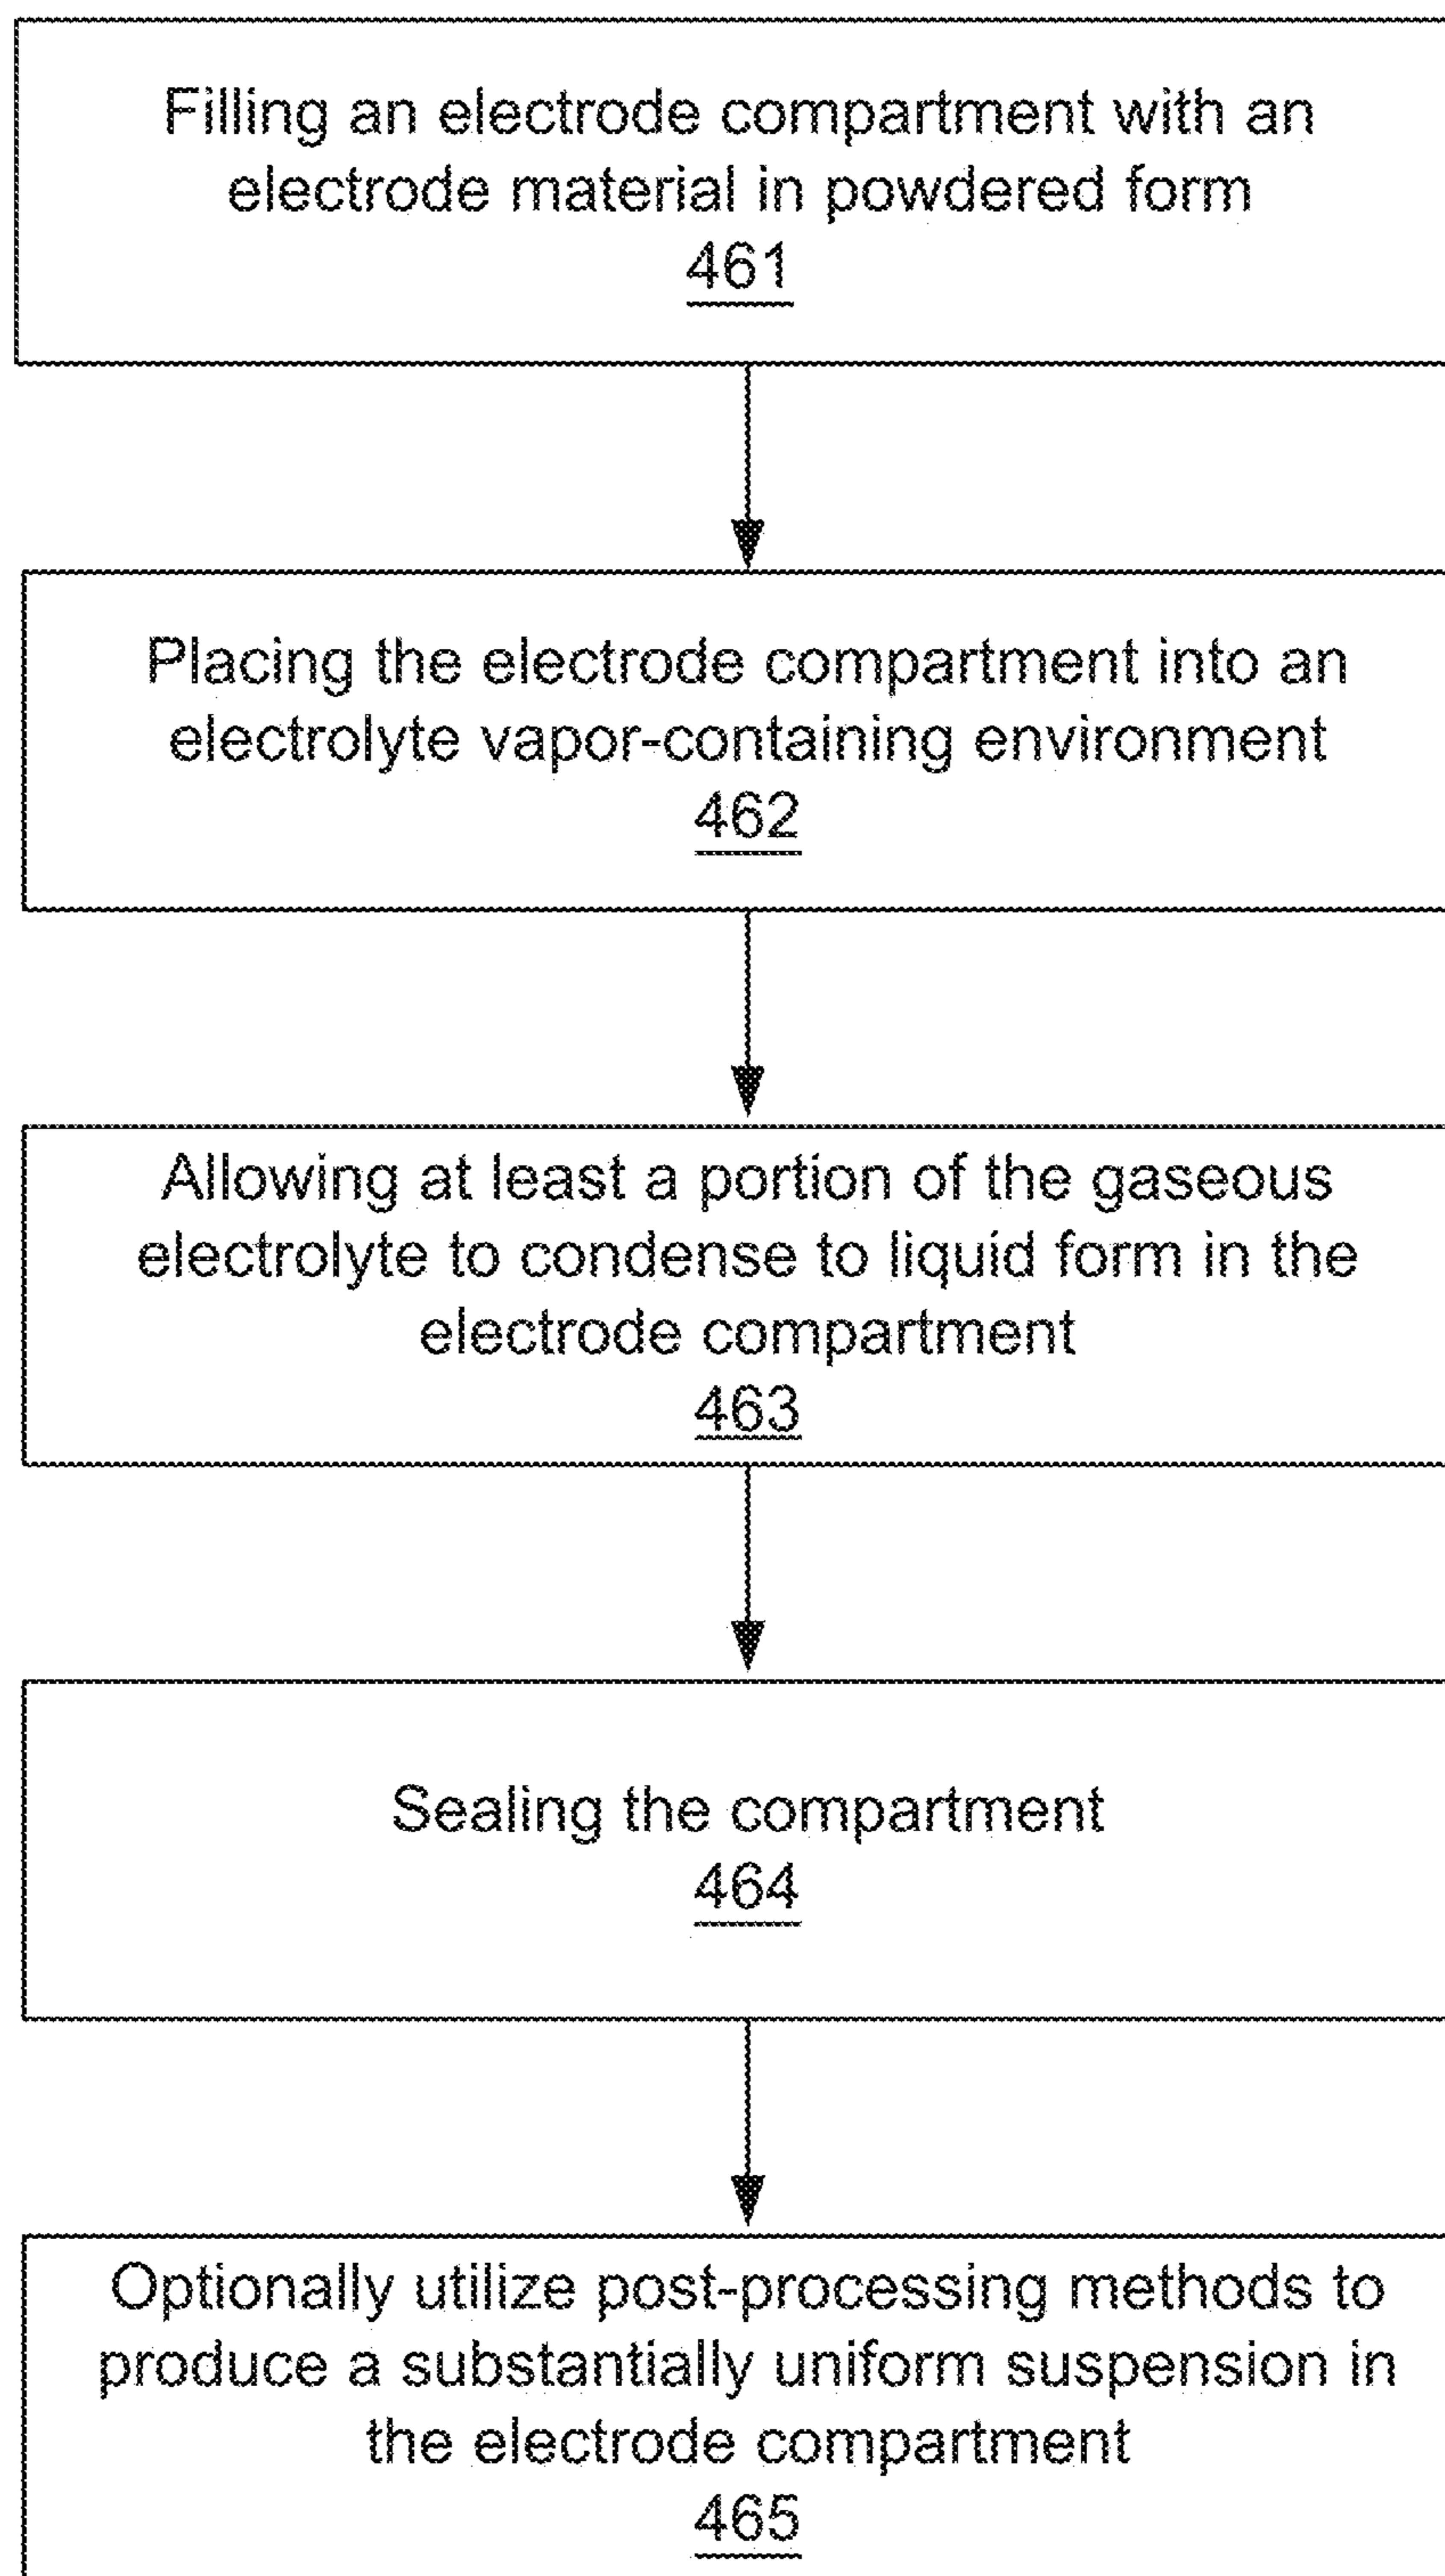 Filling an electrode compartment with an
electrode material in powdered form
461
Placing the electrode compartment into an
electrolyte vapor-containing environment
462
Allowing at least a portion of the gaseous
electrolyte to condense to liquid form in the
electrode compartment
463
Sealing the compartment
464
Optionally utilize post-processing methods to
produce a substantially uniform suspension in
the electrode compartment
465